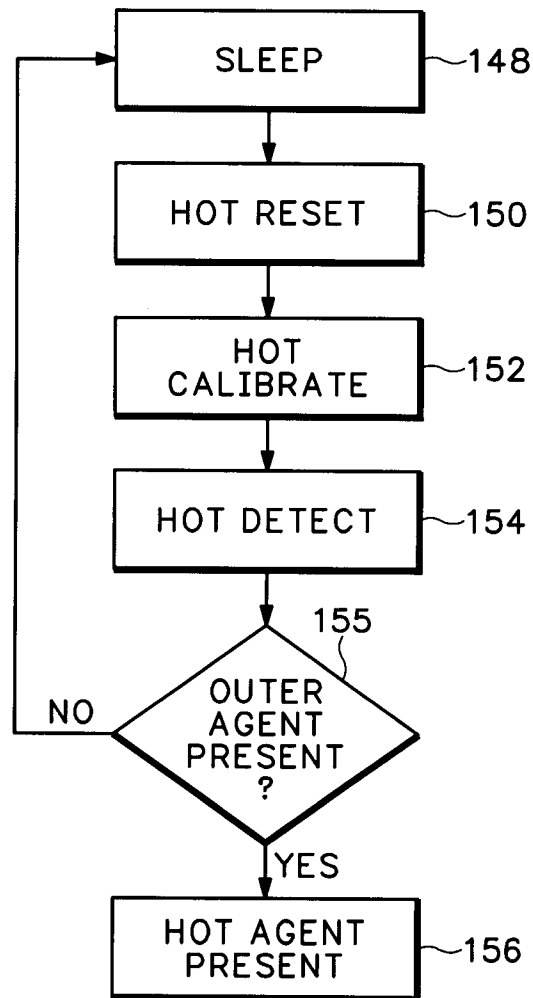 SLEEP
148
HOT RESET
150
HOT
CALIBRATE
152
HOT DETECT
154
155
OUTER
AGENT
PRESENT
?
NO
YES
HOT AGENT
PRESENT
156